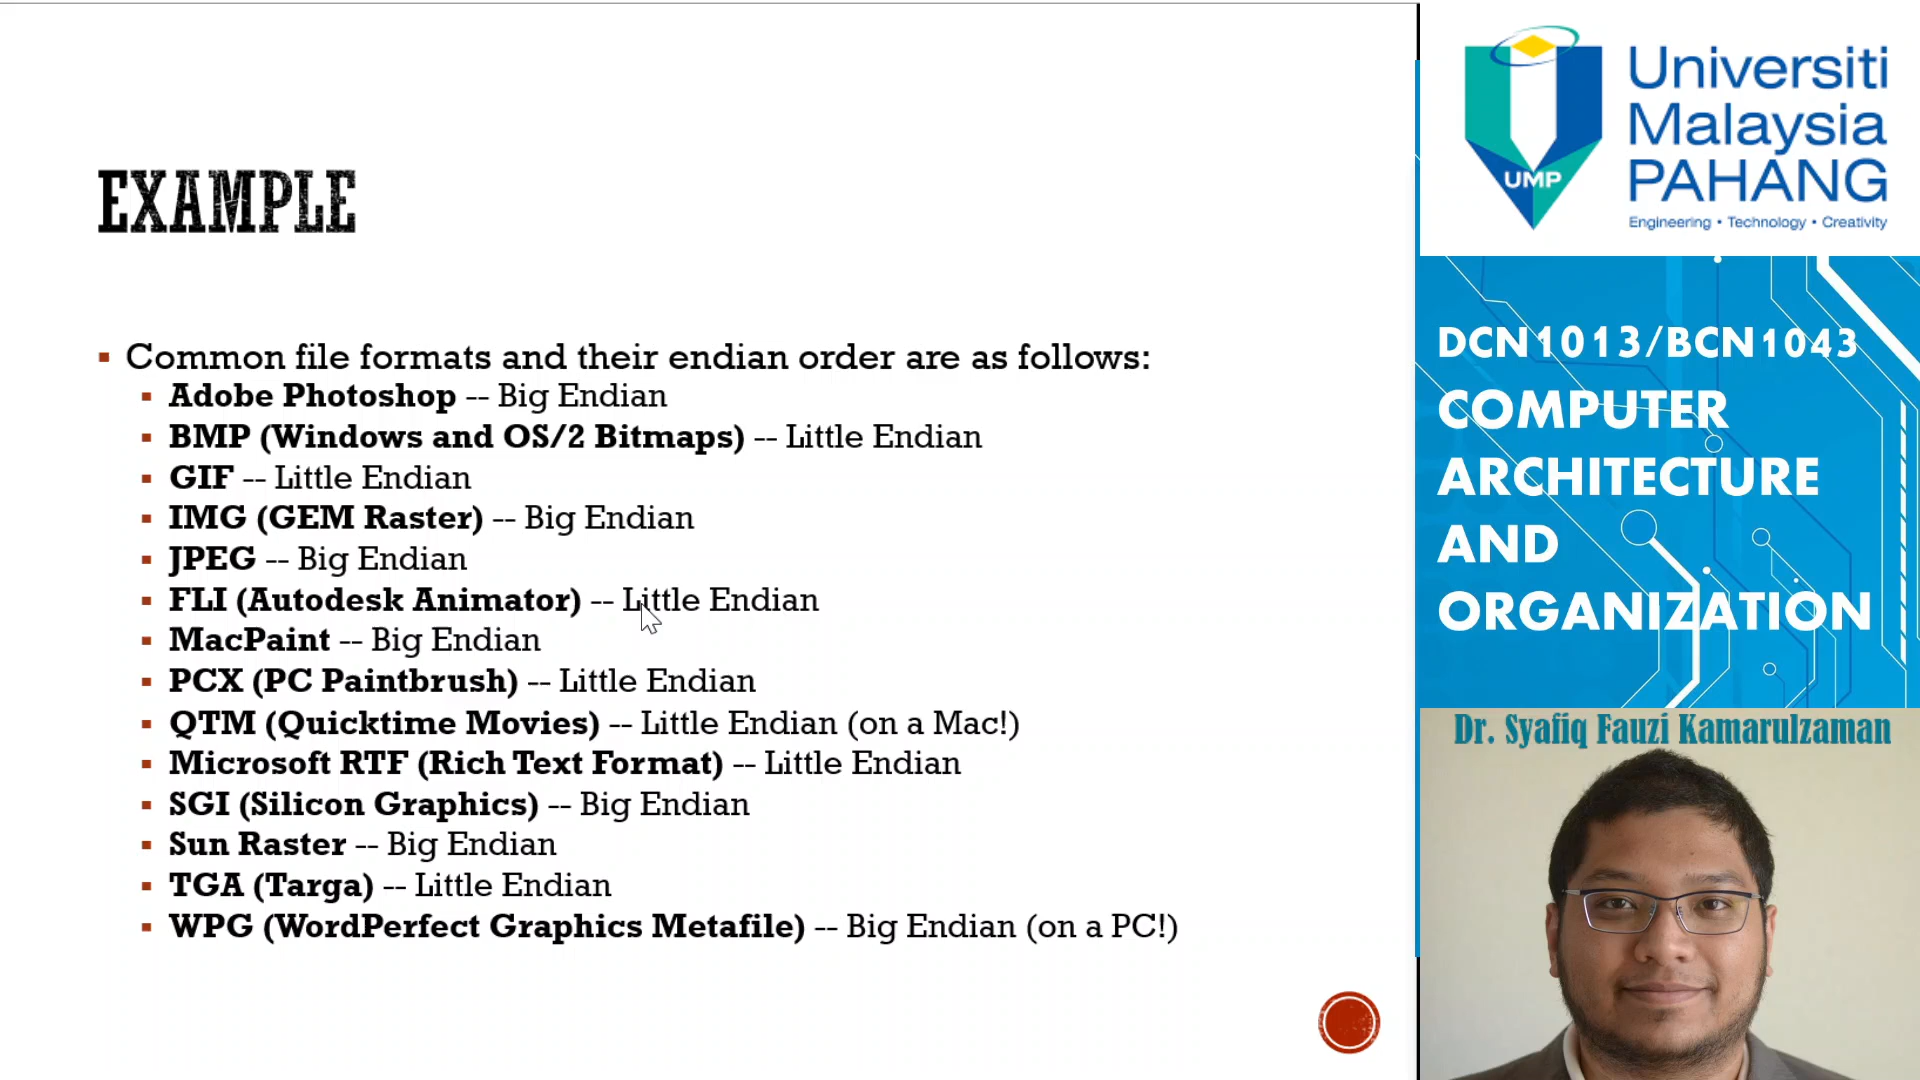 EXAMPLE
Common file formats and their endian order are as follows:
Adobe Photoshop -- Big Endian
BMP (Windows and OS/2 Bitmaps) -- Little Endian
GIF -- Little Endian
IMG (GEM Raster) -- Big Endian
JPEG -- Big Endian
FLI (Autodesk Animator) -- Little Endian
MacPaint -- Big Endian
PCX (PC Paintbrush) -- Little Endian
QTM (Quicktime Movies) -- Little Endian (on a Mac!)
Microsoft RTF (Rich Text Format) -- Little Endian
SGI (Silicon Graphics) -- Big Endian
Sun Raster -- Big Endian
TGA (Targa) -- Little Endian
WPG (WordPerfect Graphics Metafile) -- Big Endian (on a PC!)
UMP
Universiti
Malaysia
PAHANG
Engineering • Technology • Creativity
DCN1013/BCN1043
COMPUTER
ARCHITECTURE
AND
ORGANIZATION
Dr. Syafiq Fauzi Kamarulzaman